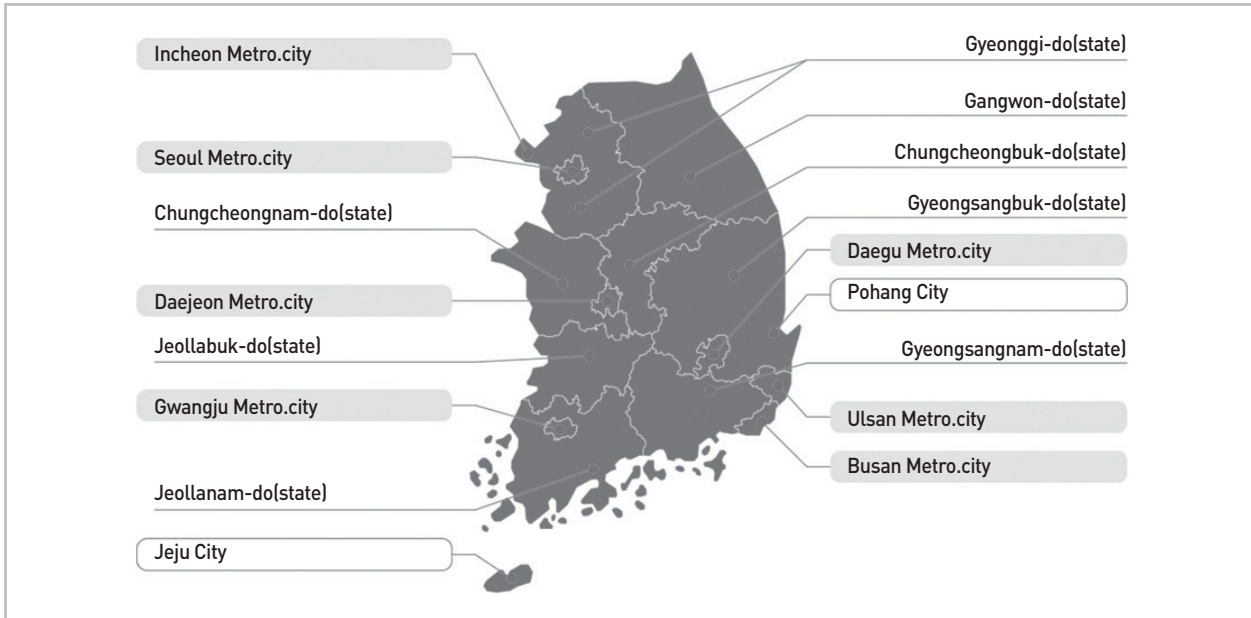 Incheon Metro.city
Seoul Metro.city
Chungcheongnam-do(state)
Daejeon Metro.city
Jeollabuk-do(state)
Gwangju Metro.city
Jeollanam-do(state)
Jeju City
Gyeonggi-do(state)
Gangwon-do(state)
Chungcheongbuk-do(state)
Gyeongsangbuk-do(state)
Daegu Metro.city
Pohang City
Gyeongsangnam-do(state)
Ulsan Metro.city
Busan Metro.city